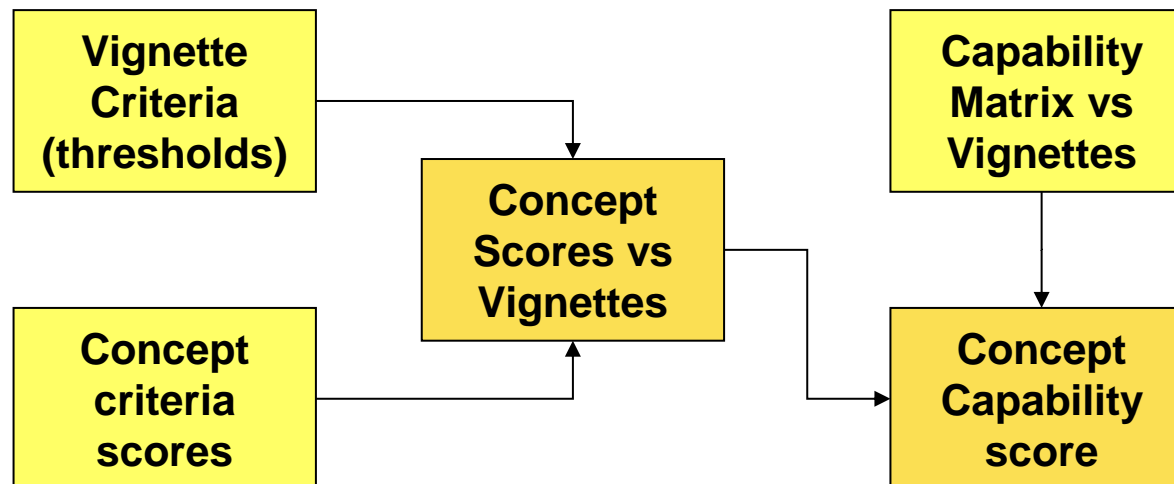 Vignette
Criteria
(thresholds)
Capability
Matrix vs
Vignettes
Concept
Scores vs
Vignettes
Concept
criteria
scores
Concept
Capability
score